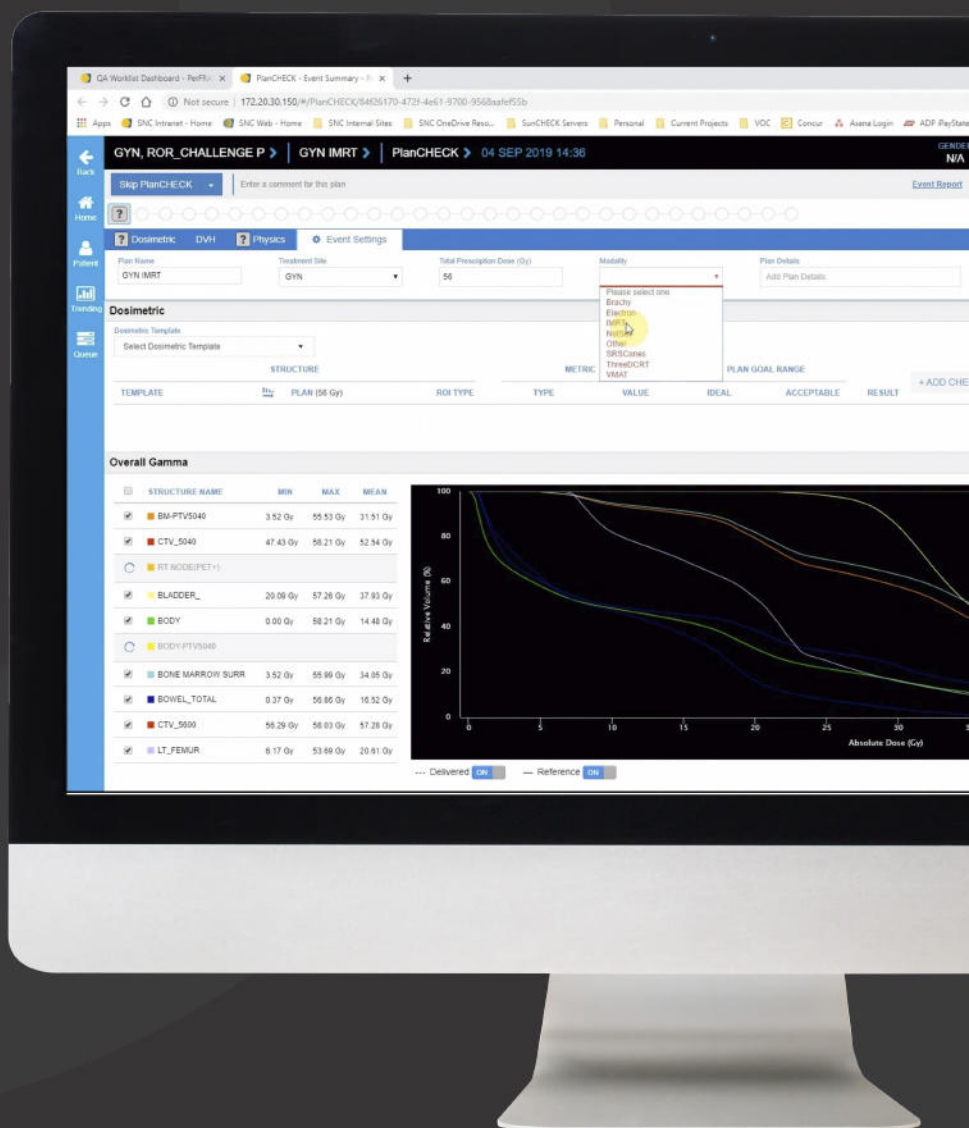 QA Worklist Dashboard - PerFRA
PlanCHECK - Event Summary - P
Not secure | 172.20.30.150/#/PlanCHECK/84f26170-472f-4e61-9700-9568aafef55b
Apps SNC Intranet - Home SNC Web - Home SNC Internal Sites SNC OneDrive Reso... SunCHECK Servers Personal Current Projects VOC Concur Asana Login ADP PayState
Back
GYN, ROR_CHALLENGE P > GYN IMRT > PlanCHECK > 04 SEP 2019 14:36
GENDER
N/A
Skip PlanCHECK
Enter a comment for this plan
Event Report
Home
?
? Dosimetric DVH ? Physics Event Settings
Patient
Plan Name Treatment Site Total Prescription Dose (Gy) Modality Plan Details
GYN IMRT GYN 56 Add Plan Details
Please select one
Brachy
Electron
IMRT
Other
SRSCones
ThreeDCRT
VMAT
Trending
Dosimetric
Dosimetric Template
Select Dosimetric Template
Queue
STRUCTURE METRIC PLAN GOAL RANGE
+ ADD CHE
TEMPLATE PLAN (56 Gy) ROI TYPE TYPE VALUE IDEAL ACCEPTABLE RESULT
Overall Gamma
STRUCTURE NAME MIN MAX MEAN
BM-PTV5040 3.52 Gy 55.53 Gy 31.51 Gy
CTV_5040 47.43 Gy 58.21 Gy 52.54 Gy
RT NODE(PET+)
BLADDER_ 20.09 Gy 57.26 Gy 37.93 Gy
BODY 0.00 Gy 58.21 Gy 14.48 Gy
BODY-PTV5040
BONE MARROW SURR 3.52 Gy 55.99 Gy 34.05 Gy
BOWEL_TOTAL 0.37 Gy 56.86 Gy 16.52 Gy
CTV_5600 56.29 Gy 58.03 Gy 57.28 Gy
LT_FEMUR 6.17 Gy 53.69 Gy 20.61 Gy
100
80
60
40
20
0
Relative Volume (%)
0 5 10 15 20 25 30 3
Absolute Dose (Gy)
--- Delivered ON — Reference ON